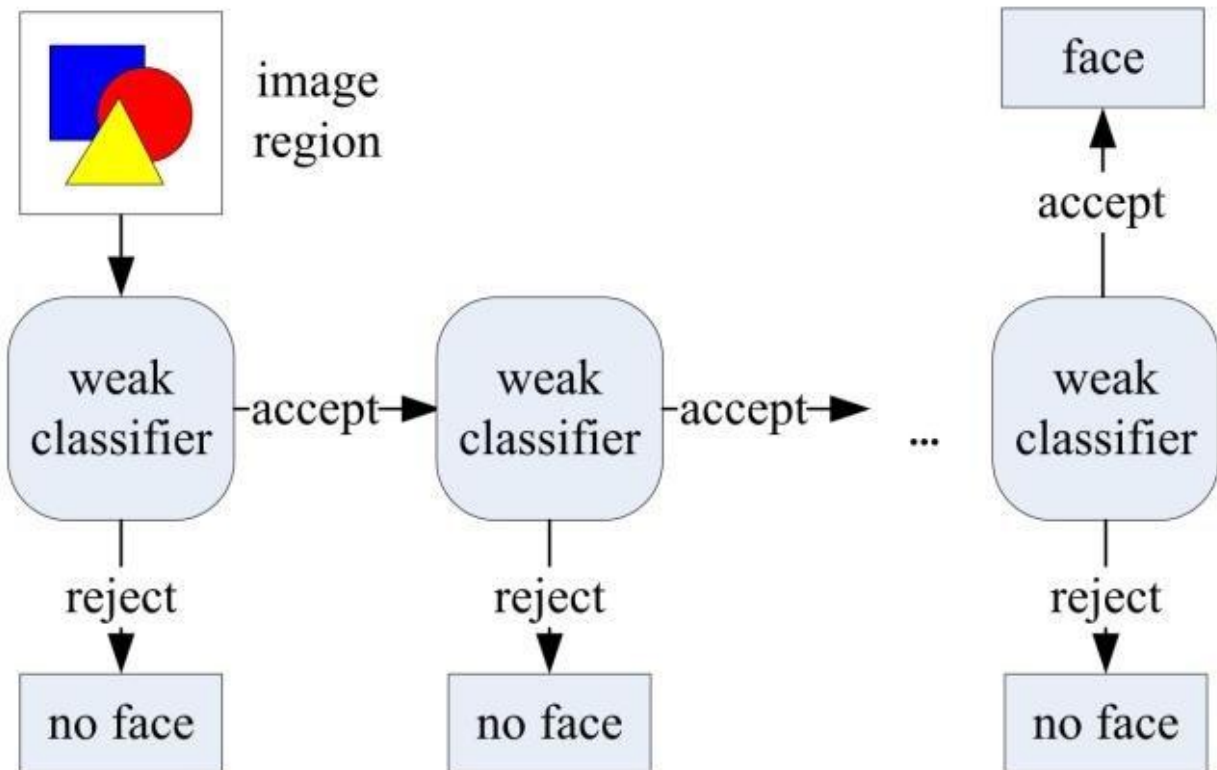 image
region
face
accept
weak
classifier
accept
weak
classifier
accept
...
weak
classifier
reject
reject
reject
no face
no face
no face